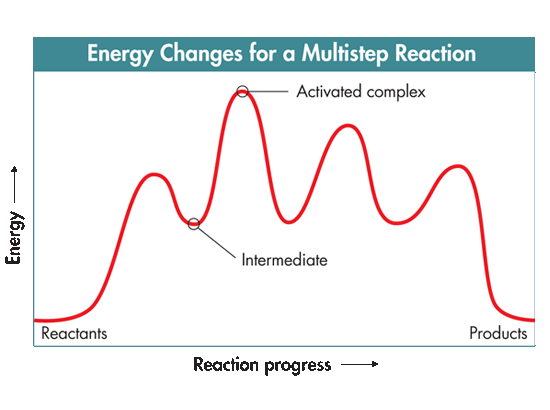 Energy Changes for a Multistep Reaction
Activated complex
Energy
Intermediate
Reactants
Products
Reaction progress